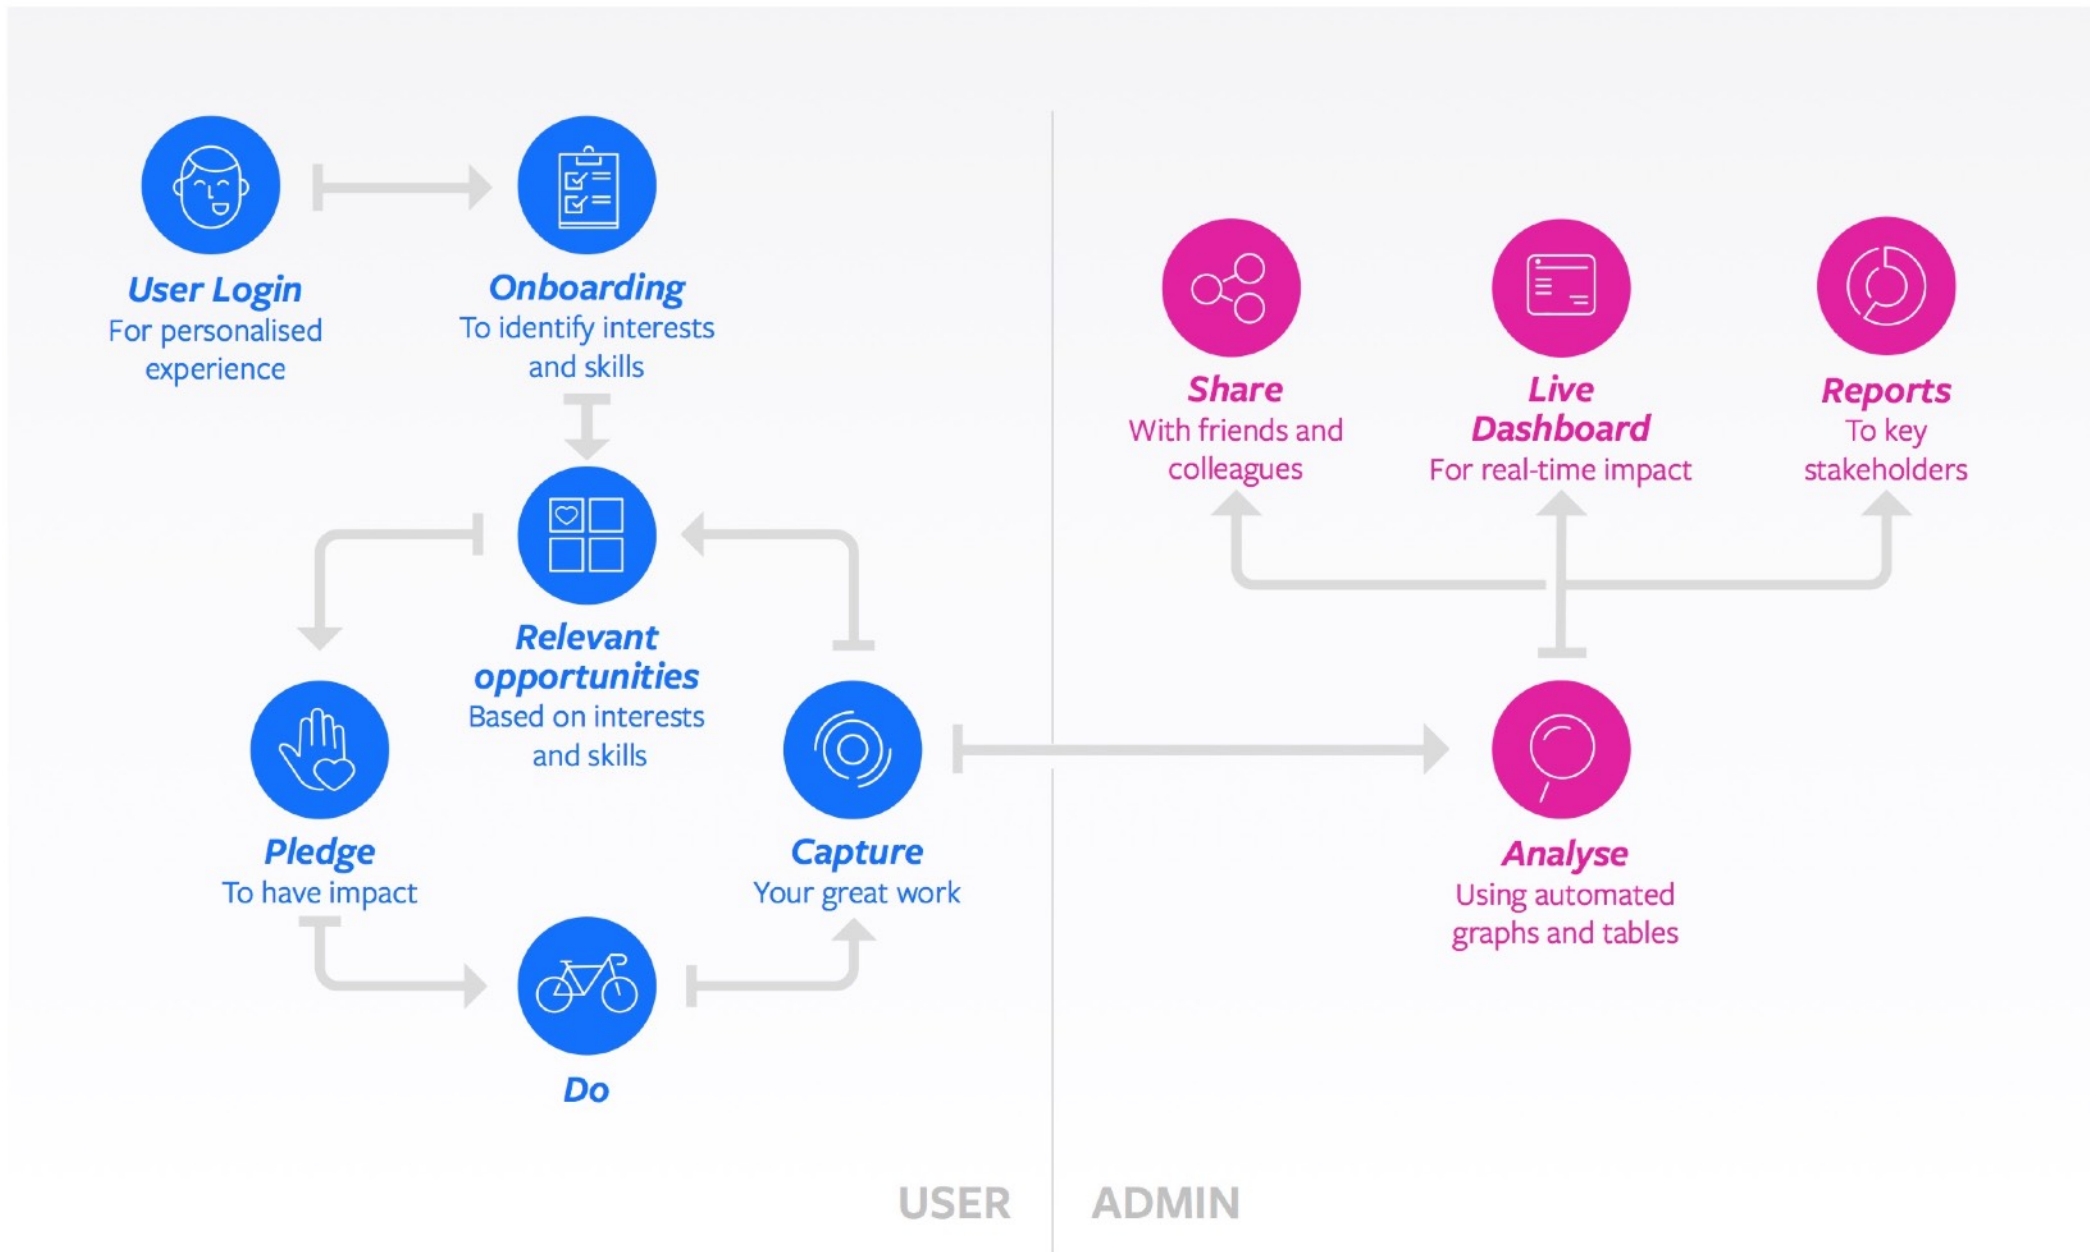 User Login
For personalised
experience
Onboarding
To identify interests
and skills
Relevant
opportunities
Based on interests
and skills
Pledge
To have impact
Capture
Your great work
Do
USER
Share
With friends and
colleagues
Live
Dashboard
For real-time impact
Reports
To key
stakeholders
Analyse
Using automated
graphs and tables
ADMIN